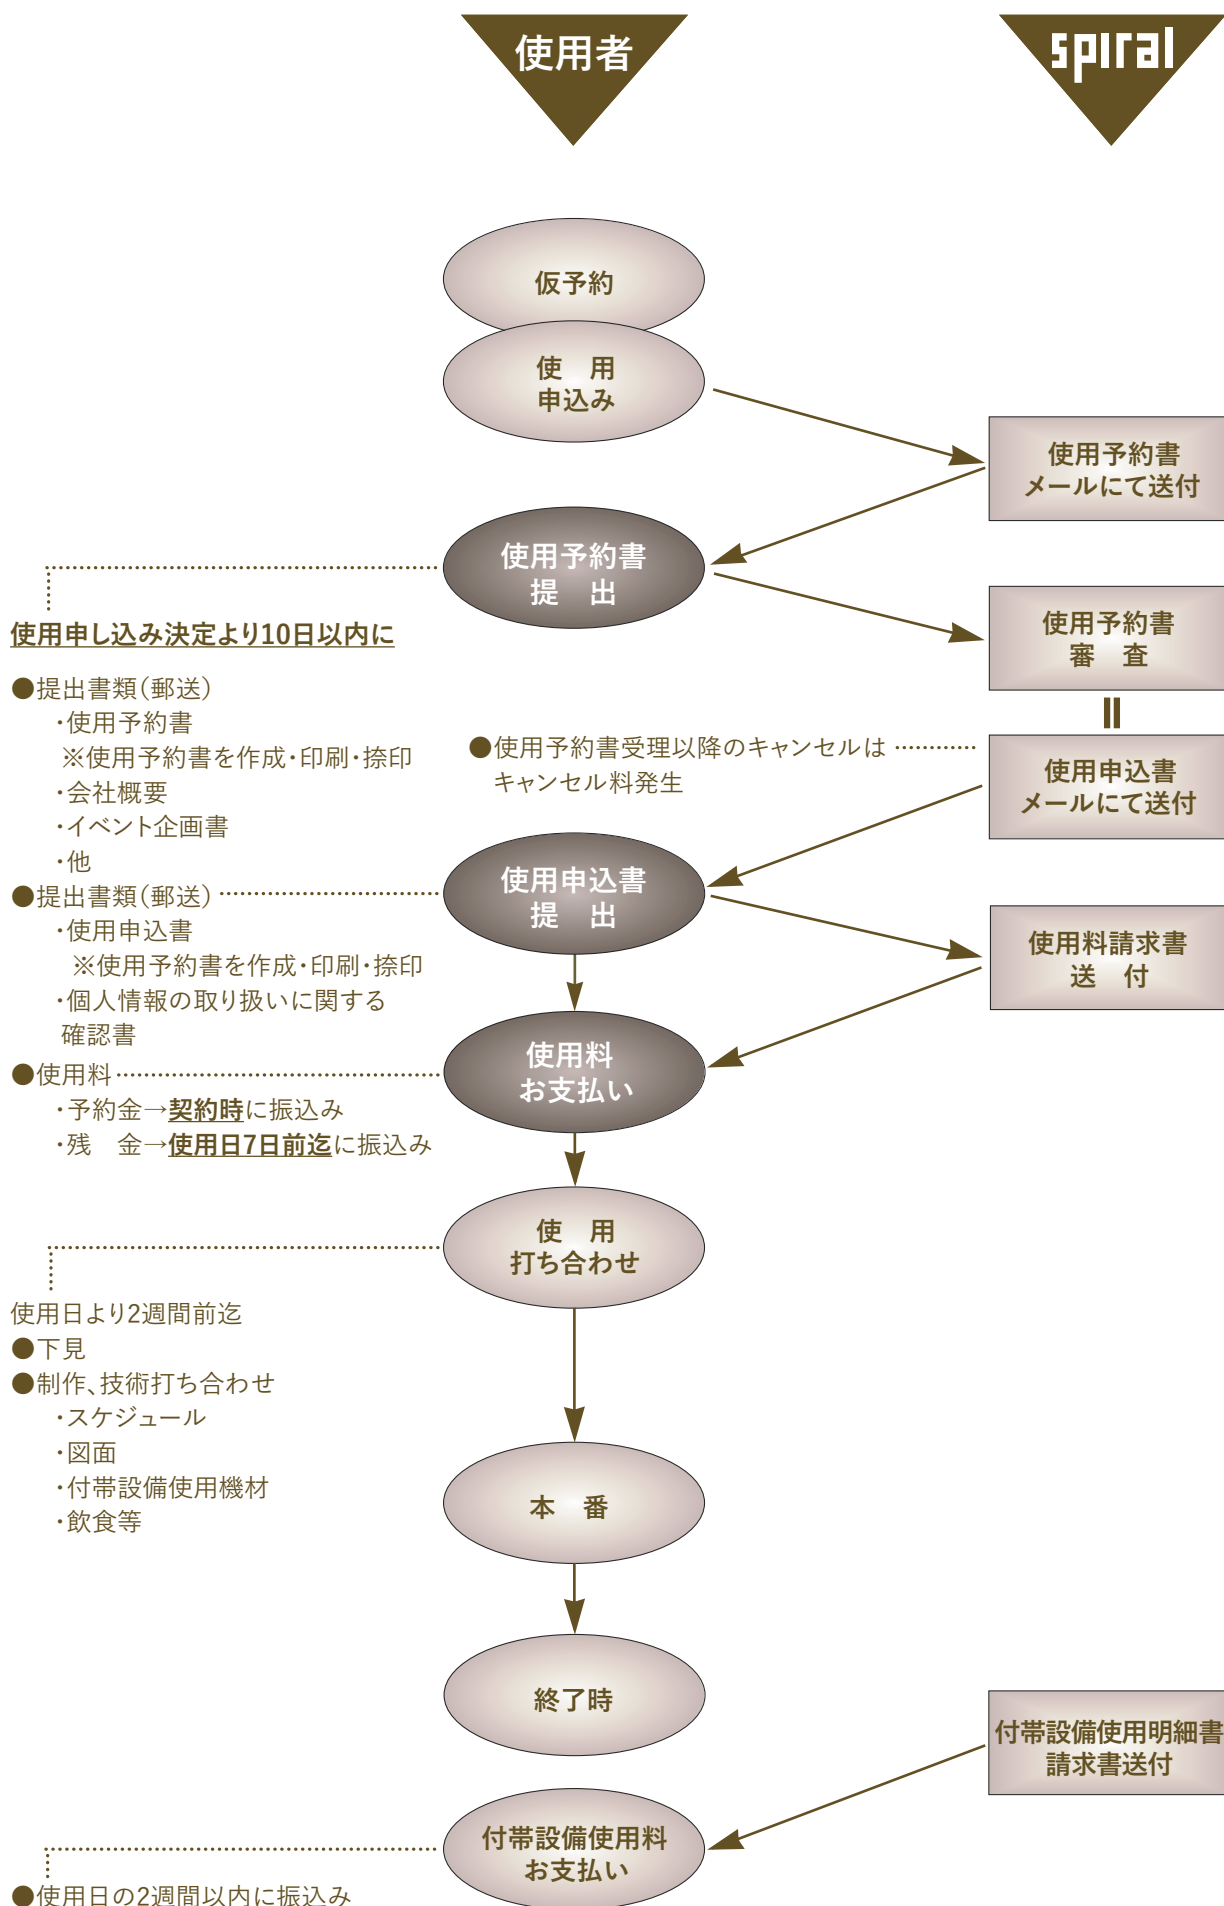 使用者
spiral
仮予約
使　用
申込み
使用予約書
メールにて送付
使用予約書
提　出
使用申し込み決定より10日以内に
使用予約書
審　査
●提出書類（郵送）
・使用予約書
※使用予約書を作成・印刷・捺印
・会社概要
・イベント企画書
・他
●使用予約書受理以降のキャンセルは
キャンセル料発生
使用申込書
メールにて送付
使用申込書
提　出
●提出書類（郵送）
・使用申込書
※使用予約書を作成・印刷・捺印
・個人情報の取り扱いに関する
確認書
使用料請求書
送　付
使用料
お支払い
●使用料
・予約金→契約時に振込み
・残　金→使用日7日前迄に振込み
使　用
打ち合わせ
使用日より2週間前迄
●下見
●制作、技術打ち合わせ
・スケジュール
・図面
・付帯設備使用機材
・飲食等
本　番
終了時
付帯設備使用明細書
請求書送付
付帯設備使用料
お支払い
●使用日の2週間以内に振込み